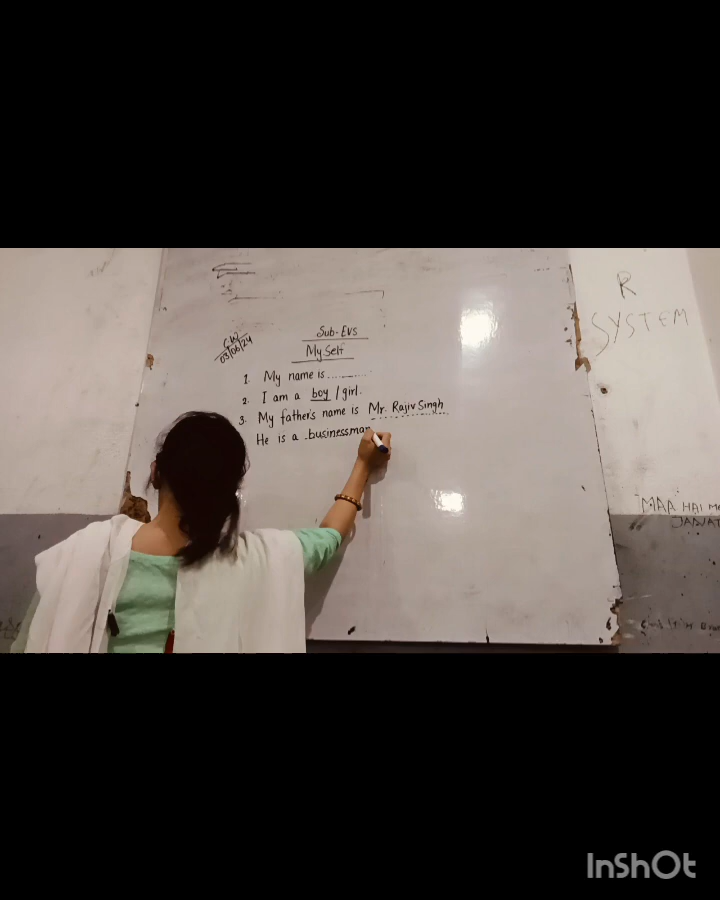 C.W
03/06/24
Sub-EVS
My Self
1. My name is ............
2. I am a boy / girl.
3. My father's name is Mr. Rajiv Singh
He is a businessman
R
SYSTEM
MAA HAI
InShOt